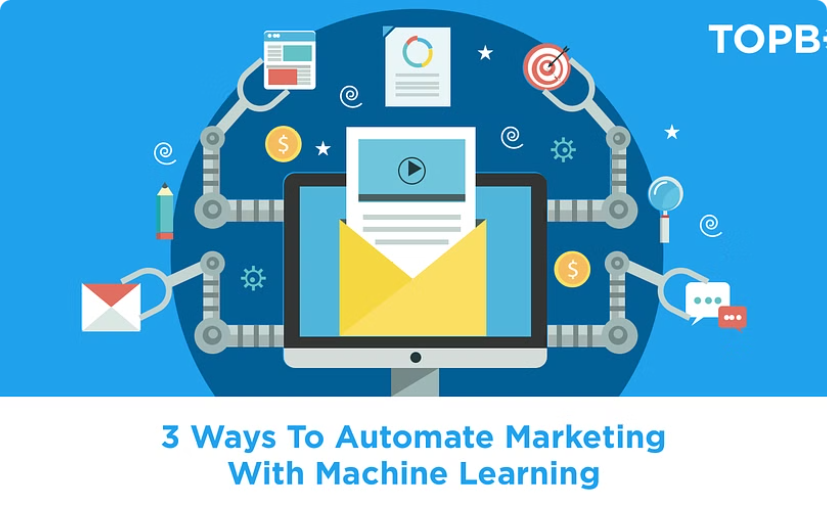 TOPB
3 Ways To Automate Marketing
With Machine Learning